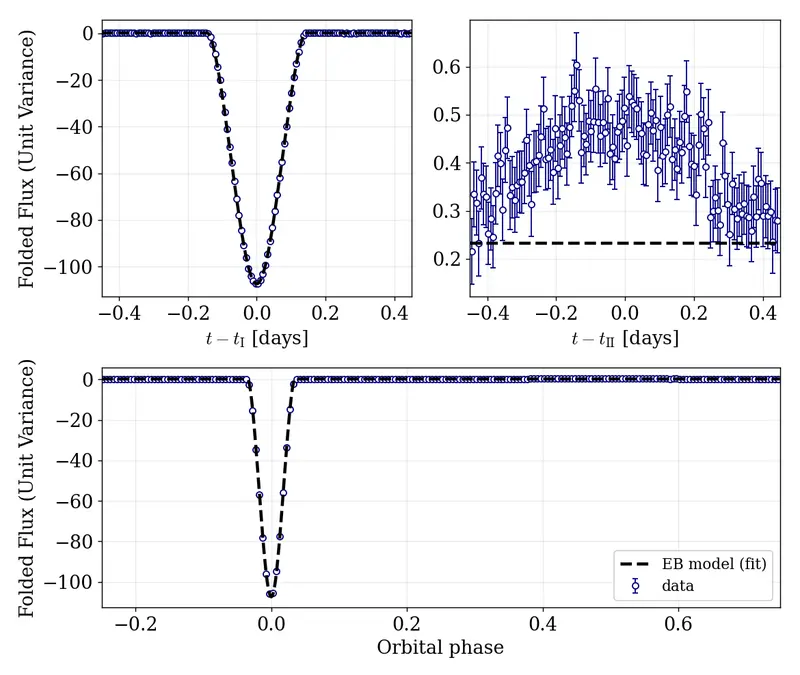 Folded Flux (Unit Variance)
0
−20
−40
−60
−80
−100
−0.4 −0.2 0.0 0.2 0.4
t − tI [days]
0.6
0.5
0.4
0.3
0.2
−0.4 −0.2 0.0 0.2 0.4
t − tII [days]
Folded Flux (Unit Variance)
0
−20
−40
−60
−80
−100
EB model (fit)
data
−0.2 0.0 0.2 0.4 0.6
Orbital phase